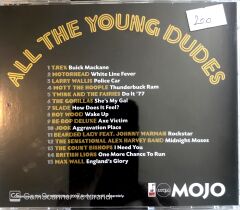 ALL THE YOUNG DUDES
200
1 T.REX Buick Mackane
2 MOTORHEAD White Line Fever
3 LARRY WALLIS Police Car
4 MOTT THE HOOPLE Thunderbuck Ram
5 TWINK AND THE FAIRIES Do It '77
6 THE GORILLAS She's My Gal
7 SLADE How Does It Feel?
8 ROY WOOD Wake Up
9 BE-BOP DELUXE Axe Victim
10 JOOK Aggravation Place
11 BEARDED LADY FEAT. JOHNNY WARMAN Rockstar
12 THE SENSATIONAL ALEX HARVEY BAND Midnight Moses
13 THE COUNT BISHOPS I Need You
14 BRITISH LIONS One More Chance To Run
15 MAX WALL England's Glory
MOJO
CS
CamScanner